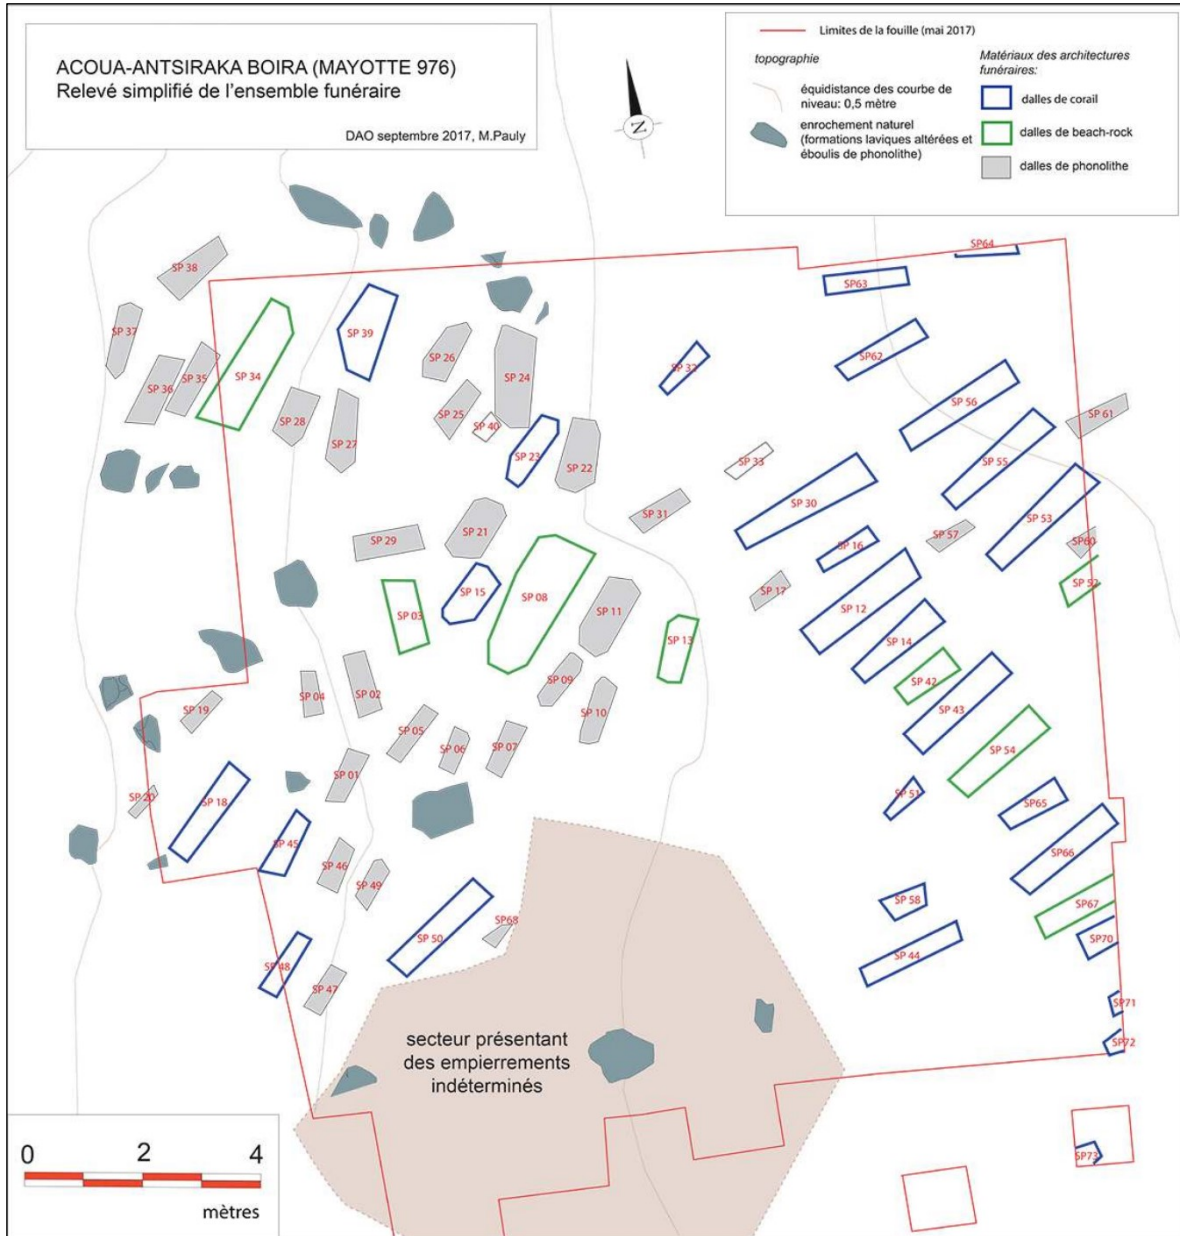 ACOUA-ANTSIRAKA BOIRA (MAYOTTE 976)
Relevé simplifié de l'ensemble funéraire
DAO septembre 2017, M.Pauly
N
Limites de la fouille (mai 2017)
topographie
équidistance des courbe de
niveau: 0,5 mètre
enrochement naturel
(formations laviques altérées et
éboulis de phonolithe)
Matériaux des architectures
funéraires:
dalles de corail
dalles de beach-rock
dalles de phonolithe
SP64
SP 38
SP63
SP 37
SP 39
SP 26
SP62
SP 36
SP 35
SP 34
SP 24
SP 32
SP 28
SP 27
SP 25
SP 40
SP 56
SP 61
SP 23
SP 22
SP 33
SP 55
SP 30
SP 31
SP 53
SP 29
SP 21
SP 16
SP 57
SP60
SP 03
SP 15
SP 08
SP 11
SP 17
SP 12
SP 52
SP 13
SP 14
SP 04
SP 02
SP 09
SP 42
SP 19
SP 10
SP 43
SP 05
SP 06
SP 07
SP 54
SP 01
SP 20
SP 18
SP 51
SP65
SP 45
SP 46
SP 49
SP66
SP 58
SP67
SP68
SP 50
SP70
SP 44
SP 48
SP 47
SP71
SP72
secteur présentant
des empierrements
indéterminés
SP73
0 2 4
mètres